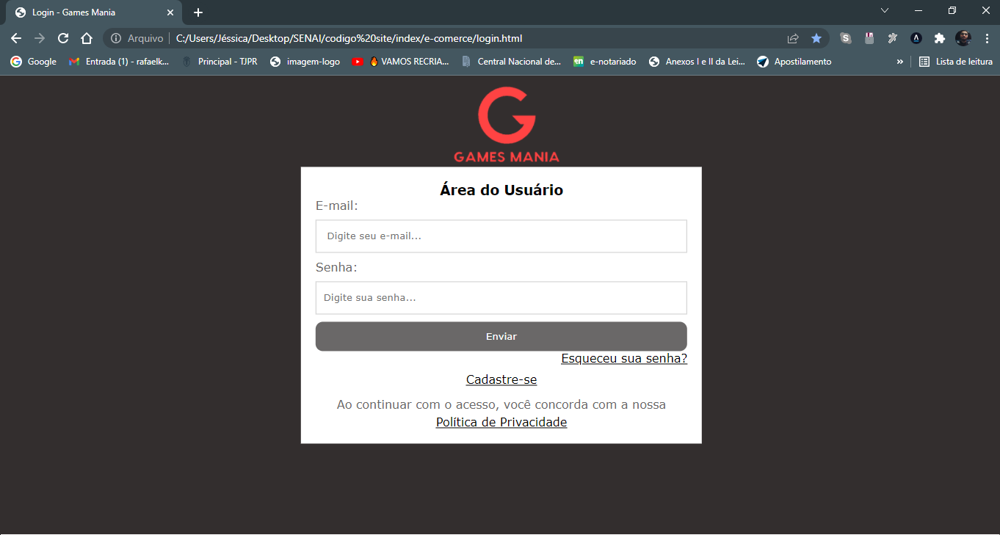 Login - Games Mania
Arquivo C:/Users/Jéssica/Desktop/SENAI/codigo%20site/index/e-comerce/login.html
Google Entrada (1) - rafaelk... Principal - TJPR imagem-logo VAMOS RECRIA... Central Nacional de... en e-notariado Anexos I e II da Lei... Apostilamento » Lista de leitura
GAMES MANIA
Área do Usuário
E-mail:
Digite seu e-mail...
Senha:
Digite sua senha...
Enviar
Esqueceu sua senha?
Cadastre-se
Ao continuar com o acesso, você concorda com a nossa
Política de Privacidade